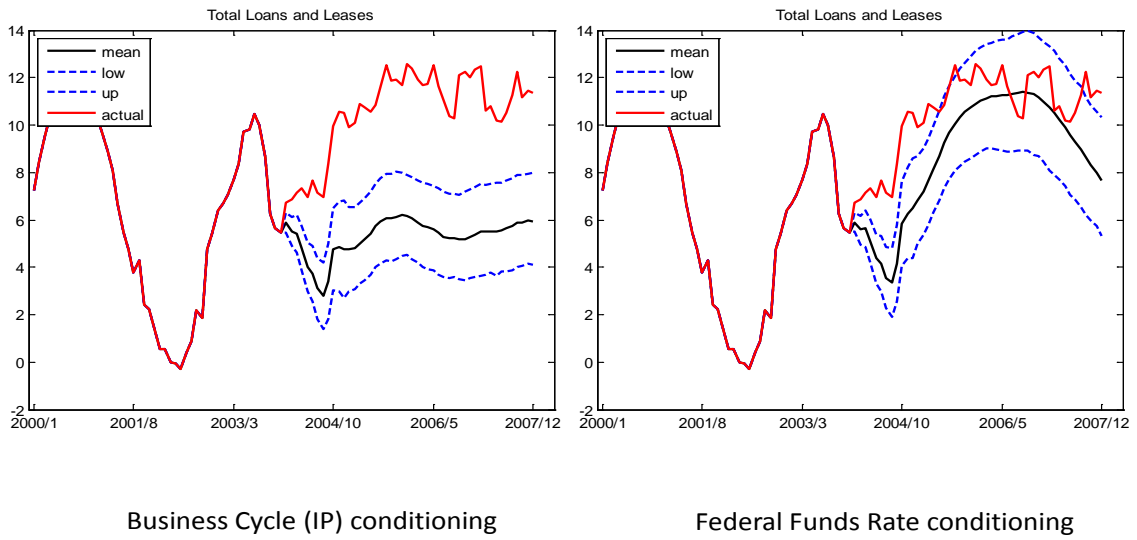 Total Loans and Leases
14
12
10
8
6
4
2
0
-2
mean
low
up
actual
2000/1 2001/8 2003/3 2004/10 2006/5 2007/12
Total Loans and Leases
14
12
10
8
6
4
2
0
-2
mean
low
up
actual
2000/1 2001/8 2003/3 2004/10 2006/5 2007/12
Business Cycle (IP) conditioning
Federal Funds Rate conditioning